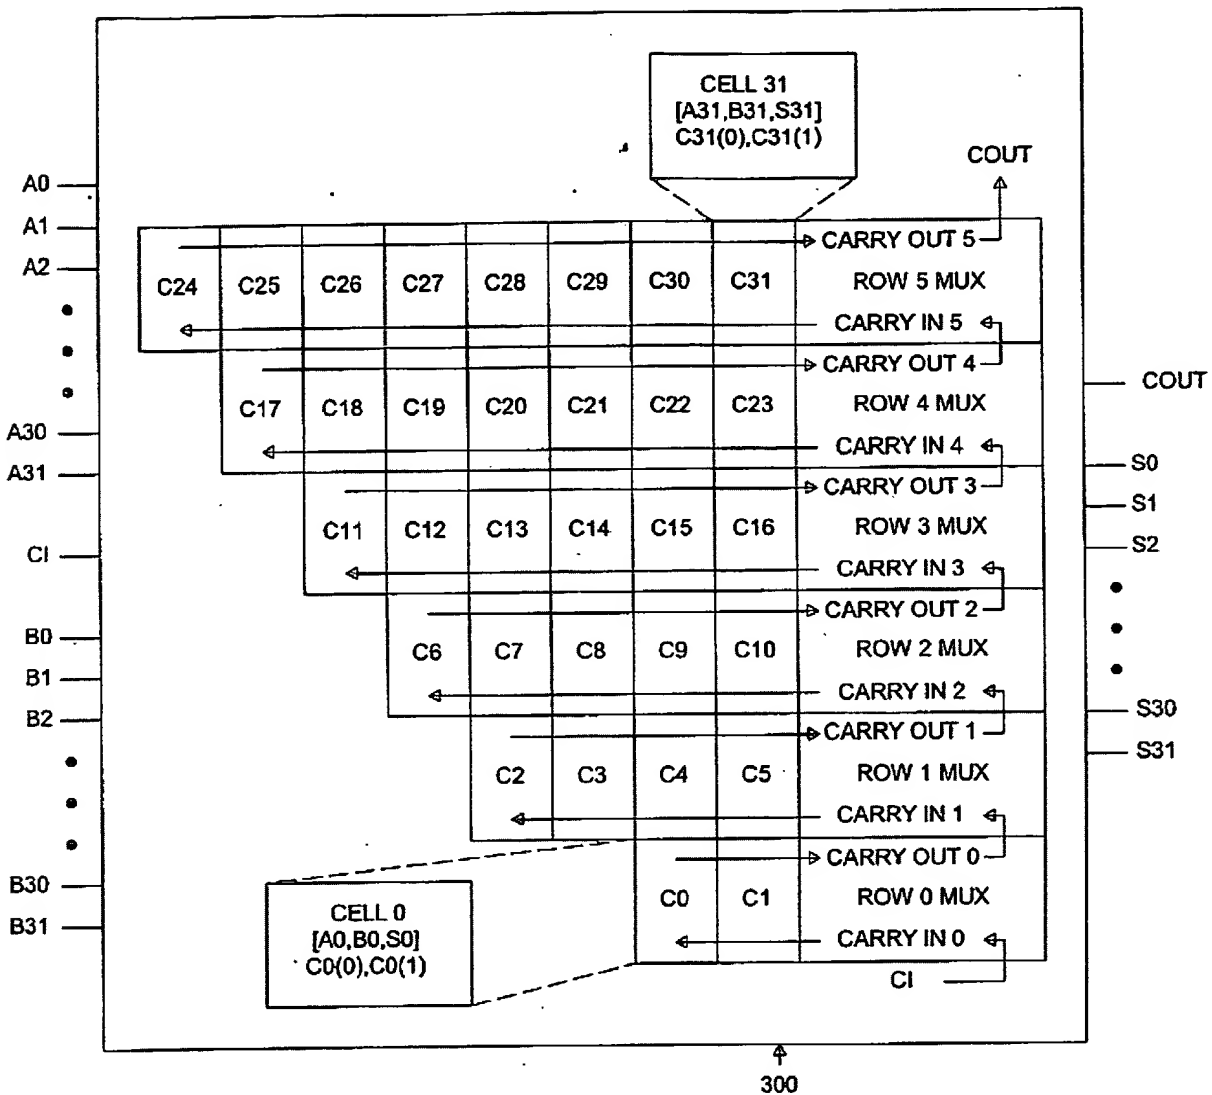 CELL 31
[A31,B31,S31]
C31(0),C31(1)
COUT
A0
A1
A2
A30
A31
CI
B0
B1
B2
B30
B31
CARRY OUT 5
C24 C25 C26 C27 C28 C29 C30 C31 ROW 5 MUX
CARRY IN 5
CARRY OUT 4
C17 C18 C19 C20 C21 C22 C23 ROW 4 MUX
CARRY IN 4
CARRY OUT 3
C11 C12 C13 C14 C15 C16 ROW 3 MUX
CARRY IN 3
CARRY OUT 2
C6 C7 C8 C9 C10 ROW 2 MUX
CARRY IN 2
CARRY OUT 1
C2 C3 C4 C5 ROW 1 MUX
CARRY IN 1
CARRY OUT 0
C0 C1 ROW 0 MUX
CARRY IN 0
CI
CELL 0
[A0,B0,S0]
C0(0),C0(1)
COUT
S0
S1
S2
S30
S31
300